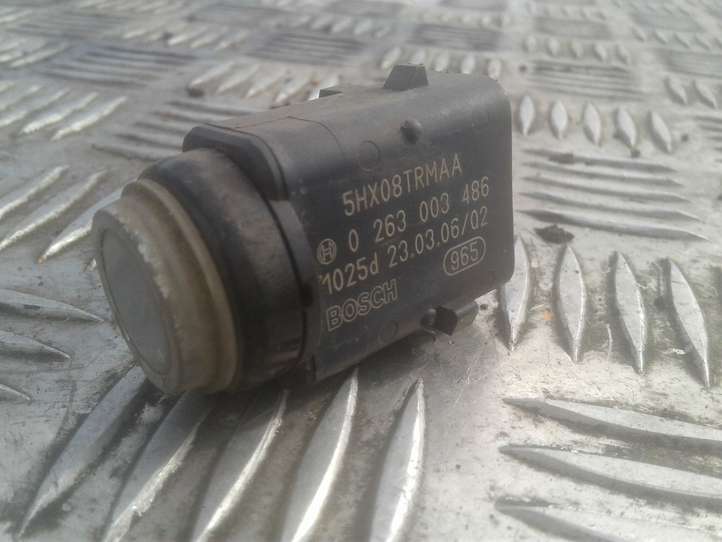 5HX08TRMAA
0 263 003 486
1025d 23.03.06/02
BOSCH 965